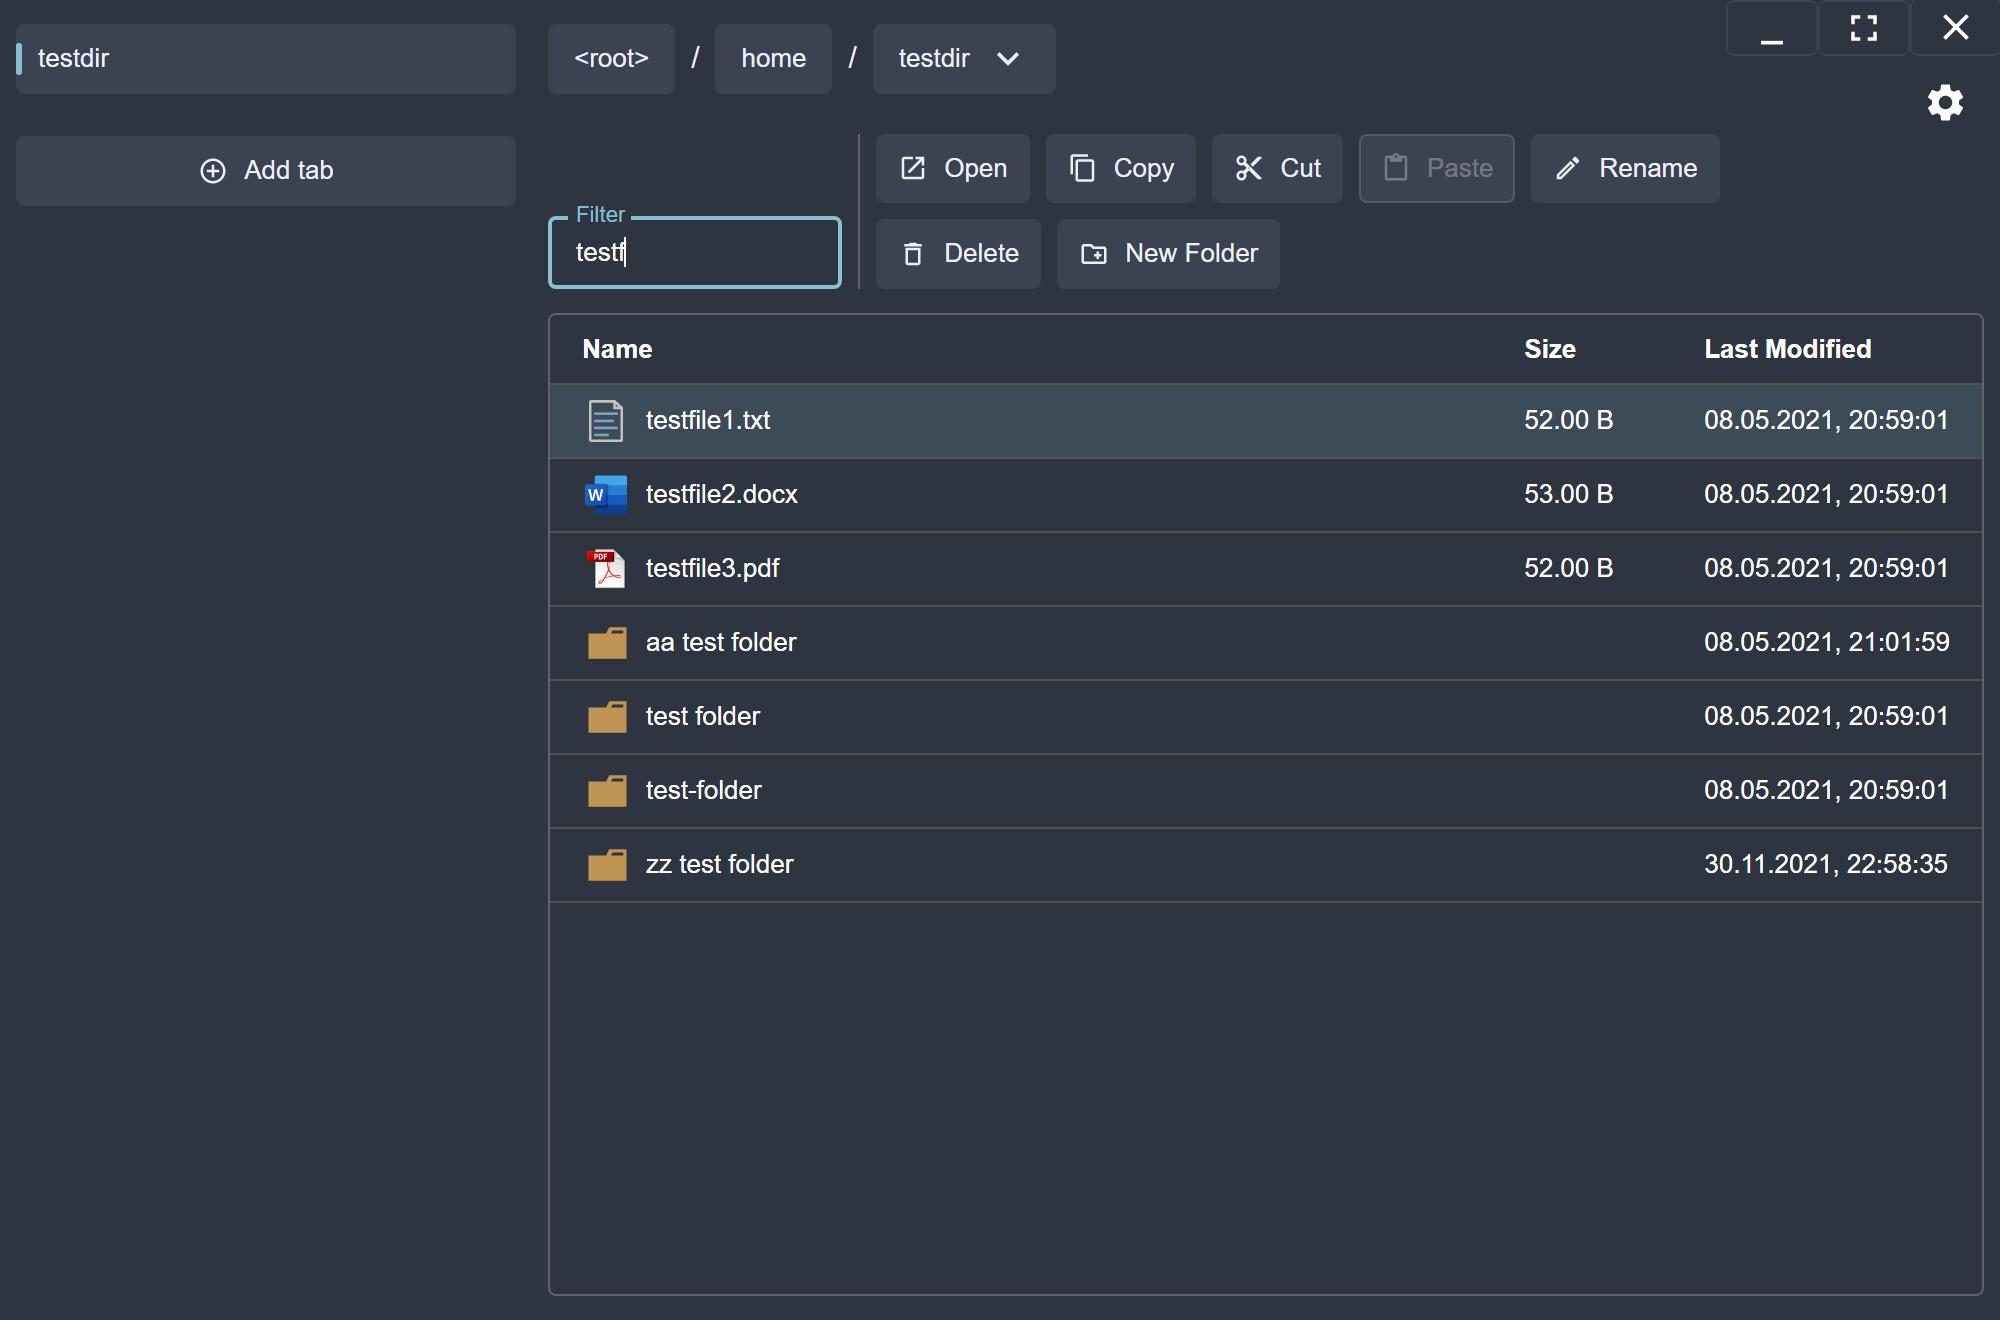 testdir
<root> / home / testdir
Add tab
Open Copy Cut Paste Rename
Filter
testf
Delete New Folder
Name Size Last Modified
testfile1.txt 52.00 B 08.05.2021, 20:59:01
W testfile2.docx 53.00 B 08.05.2021, 20:59:01
PDF testfile3.pdf 52.00 B 08.05.2021, 20:59:01
aa test folder 08.05.2021, 21:01:59
test folder 08.05.2021, 20:59:01
test-folder 08.05.2021, 20:59:01
zz test folder 30.11.2021, 22:58:35